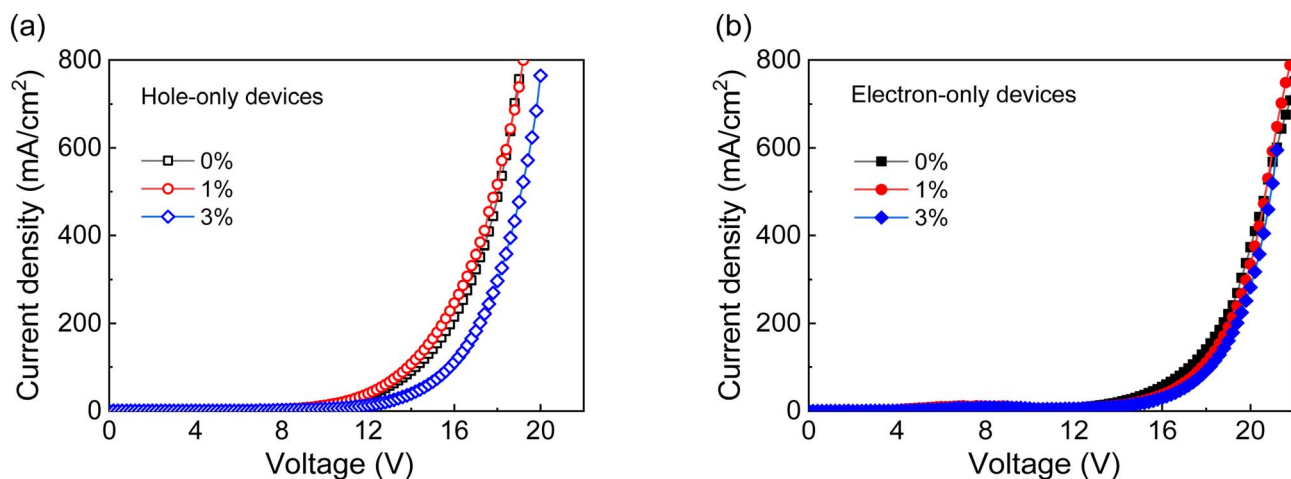 (a)
800
600
400
200
0
Current density (mA/cm²)
Hole-only devices
0%
1%
3%
0 4 8 12 16 20
Voltage (V)
(b)
800
600
400
200
0
Current density (mA/cm²)
Electron-only devices
0%
1%
3%
0 4 8 12 16 20
Voltage (V)